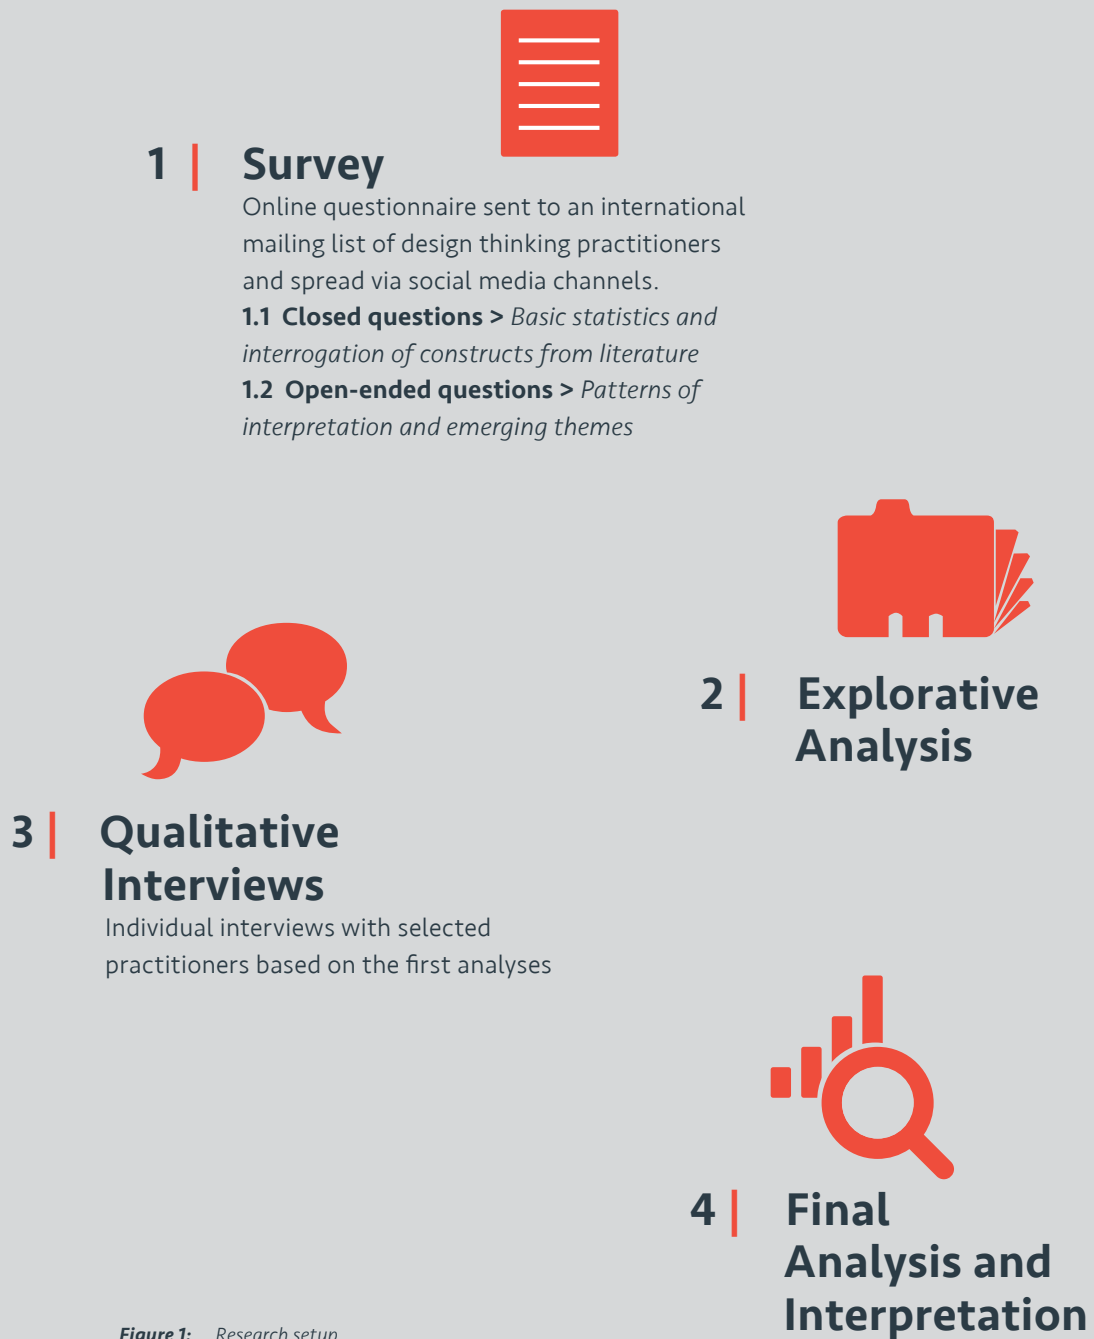 1 | Survey
Online questionnaire sent to an international
mailing list of design thinking practitioners
and spread via social media channels.
1.1 Closed questions > Basic statistics and
interrogation of constructs from literature
1.2 Open-ended questions > Patterns of
interpretation and emerging themes
2 | Explorative
Analysis
3 | Qualitative
Interviews
Individual interviews with selected
practitioners based on the first analyses
4 | Final
Analysis and
Interpretation
Figure 1: Research setup